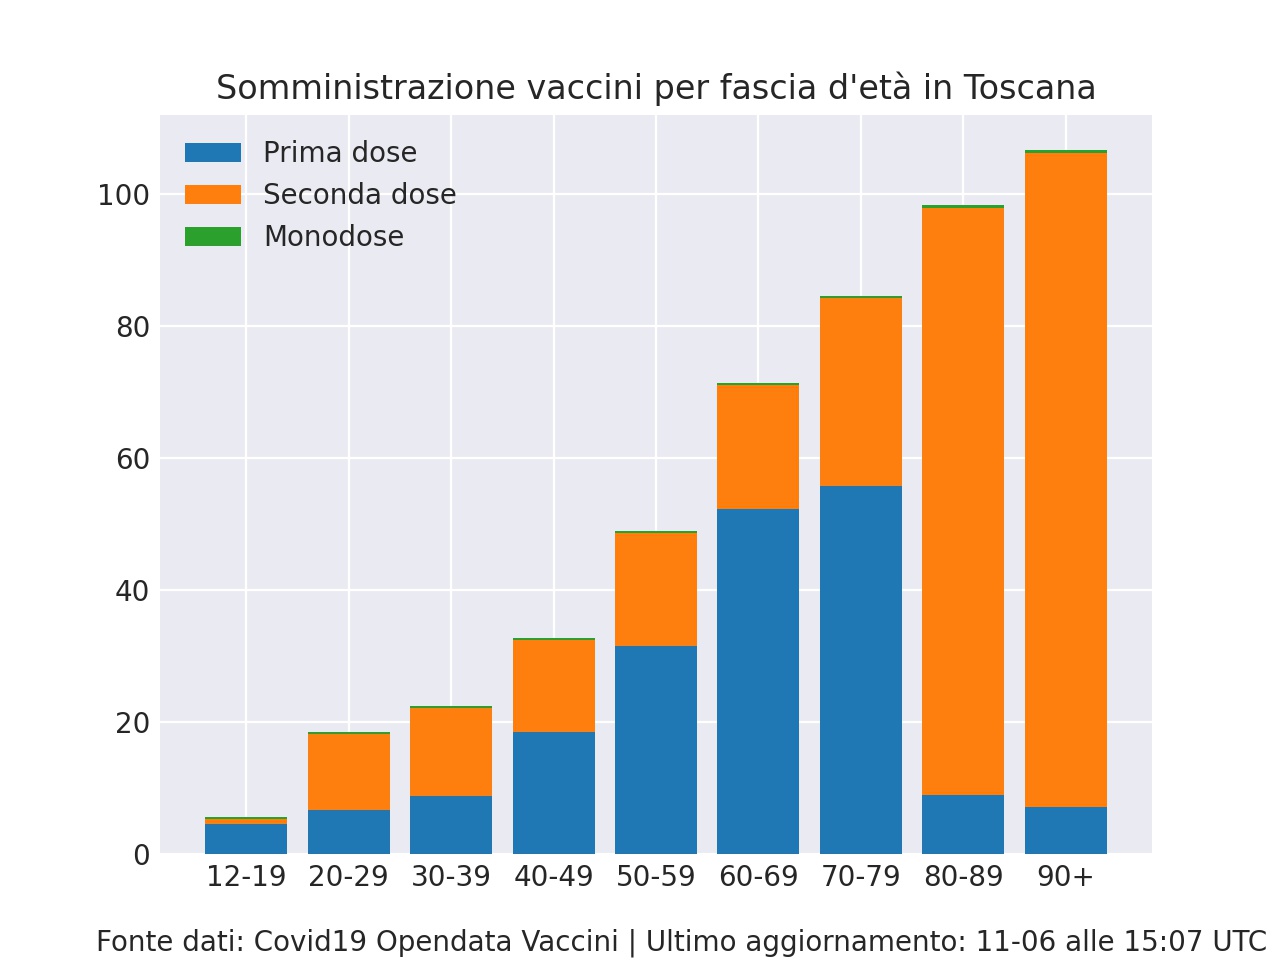 Somministrazione vaccini per fascia d'età in Toscana
Prima dose
Seconda dose
Monodose
100
80
60
40
20
0
12-19 20-29 30-39 40-49 50-59 60-69 70-79 80-89 90+
Fonte dati: Covid19 Opendata Vaccini | Ultimo aggiornamento: 11-06 alle 15:07 UTC